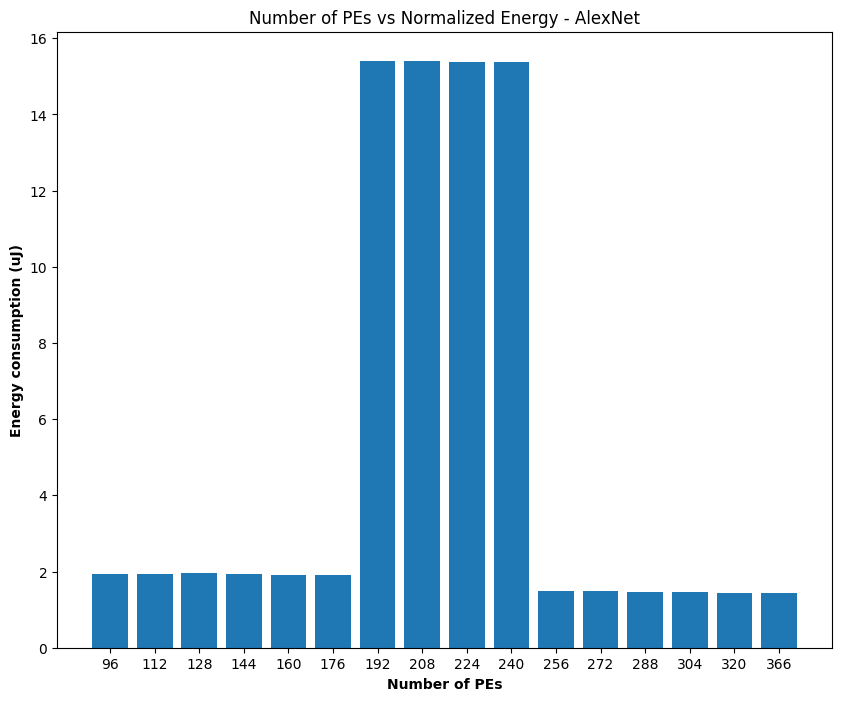 Number of PEs vs Normalized Energy - AlexNet
16
14
12
10
8
6
4
2
0
Energy consumption (uJ)
96 112 128 144 160 176 192 208 224 240 256 272 288 304 320 366
Number of PEs